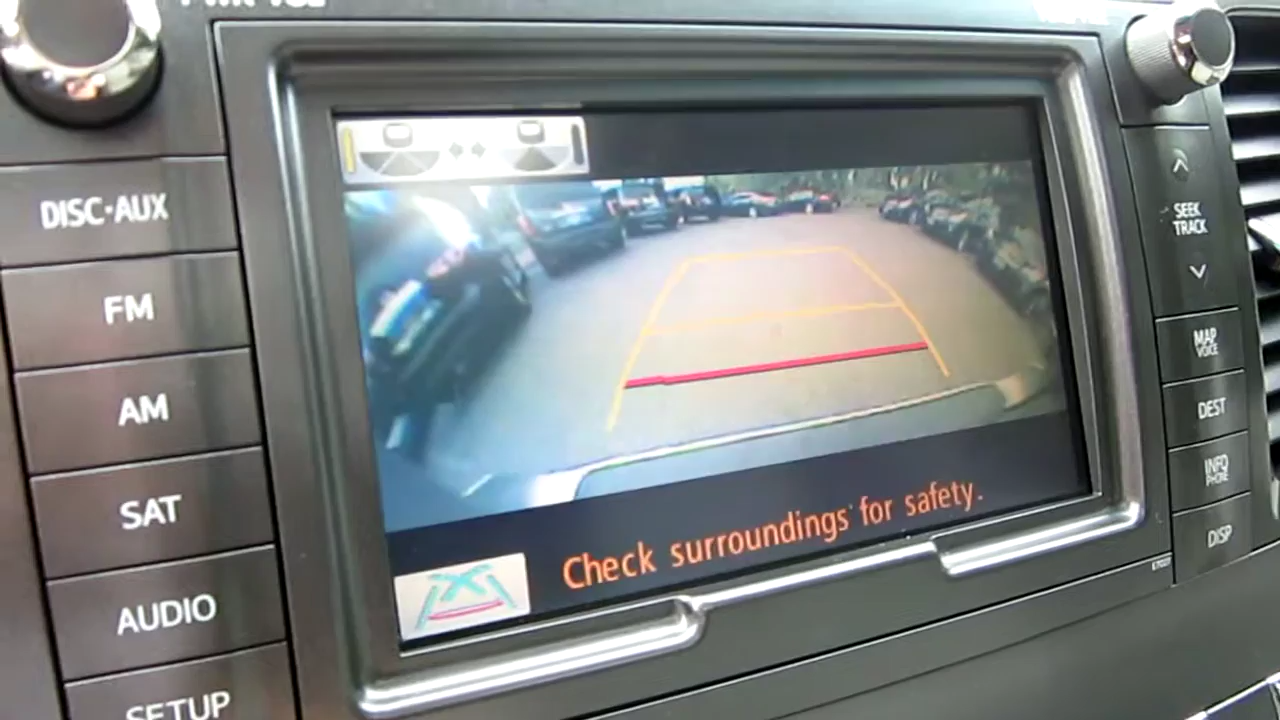 DISC·AUX
FM
AM
SAT
AUDIO
SETUP
Check surroundings for safety.
SEEK
TRACK
MAP
VOICE
DEST
INFO
PHONE
DISP